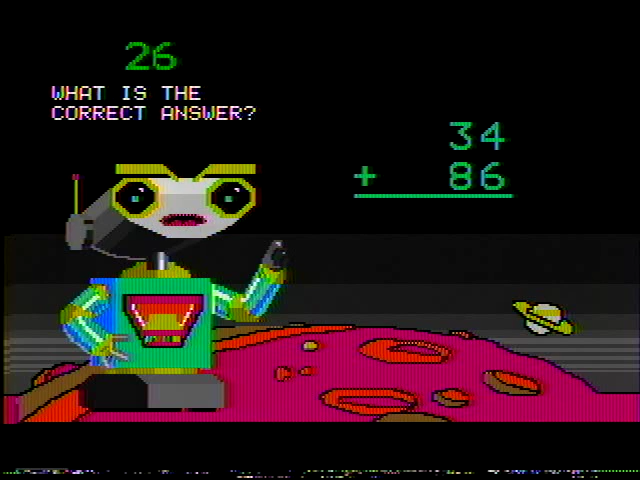 26
WHAT IS THE
CORRECT ANSWER?
34
+ 86